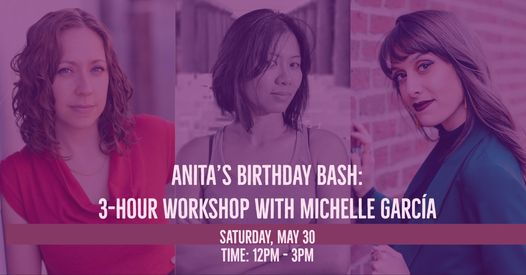 ANITA'S BIRTHDAY BASH:
3-HOUR WORKSHOP WITH MICHELLE GARCÍA
SATURDAY, MAY 30
TIME: 12PM - 3PM